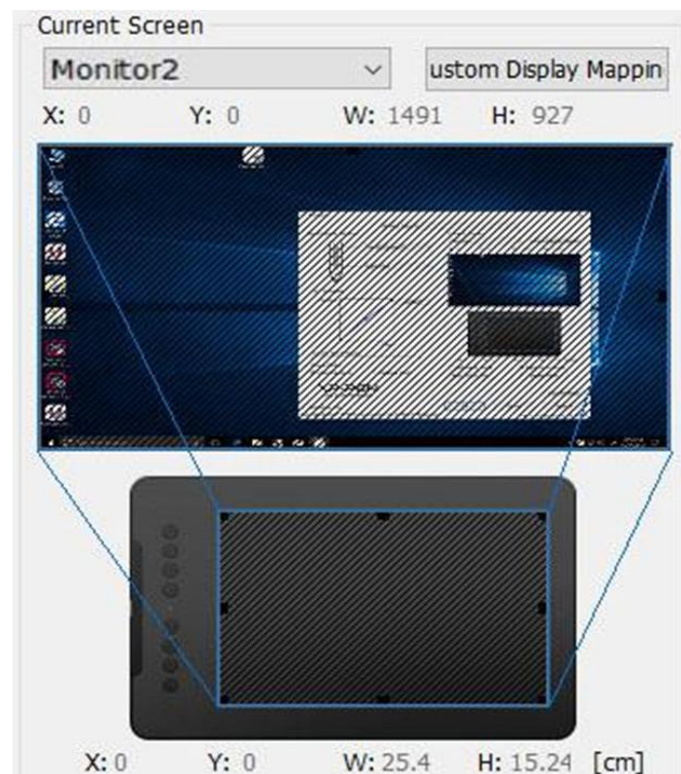 Current Screen
Monitor2 ustom Display Mappin
X: 0 Y: 0 W: 1491 H: 927
X: 0 Y: 0 W: 25.4 H: 15.24 [cm]